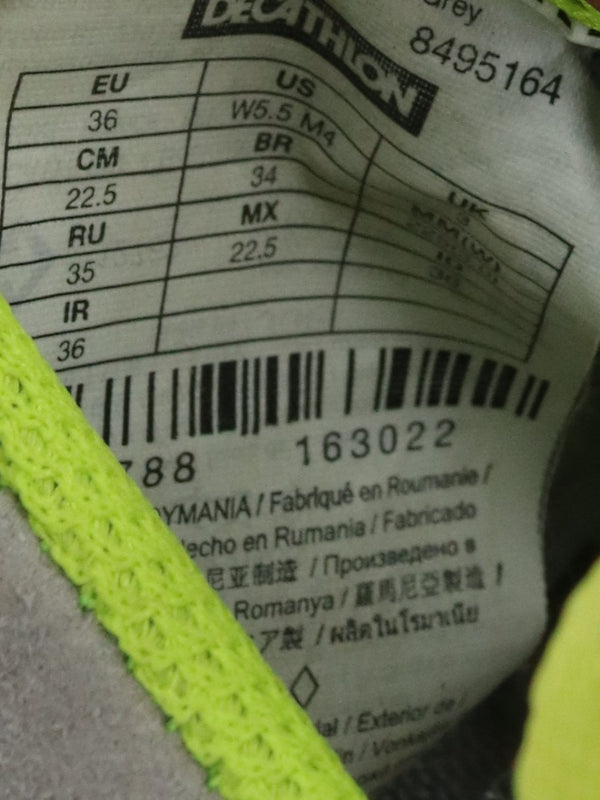 DECATHLON
Grey
8495164
EU US UK
36 W5.5 M4 3
CM BR MM(W)
22.5 34
RU MX
35 22.5
IR
36
788 163022
/ Fabriqué en Roumanie /
Hecho en Rumania / Fabricado
尼亚制造 / Произведено в
Romanya / 羅馬尼亞製造 /
ア製 / ผลิตในโรมาเนีย
/ Exterior de